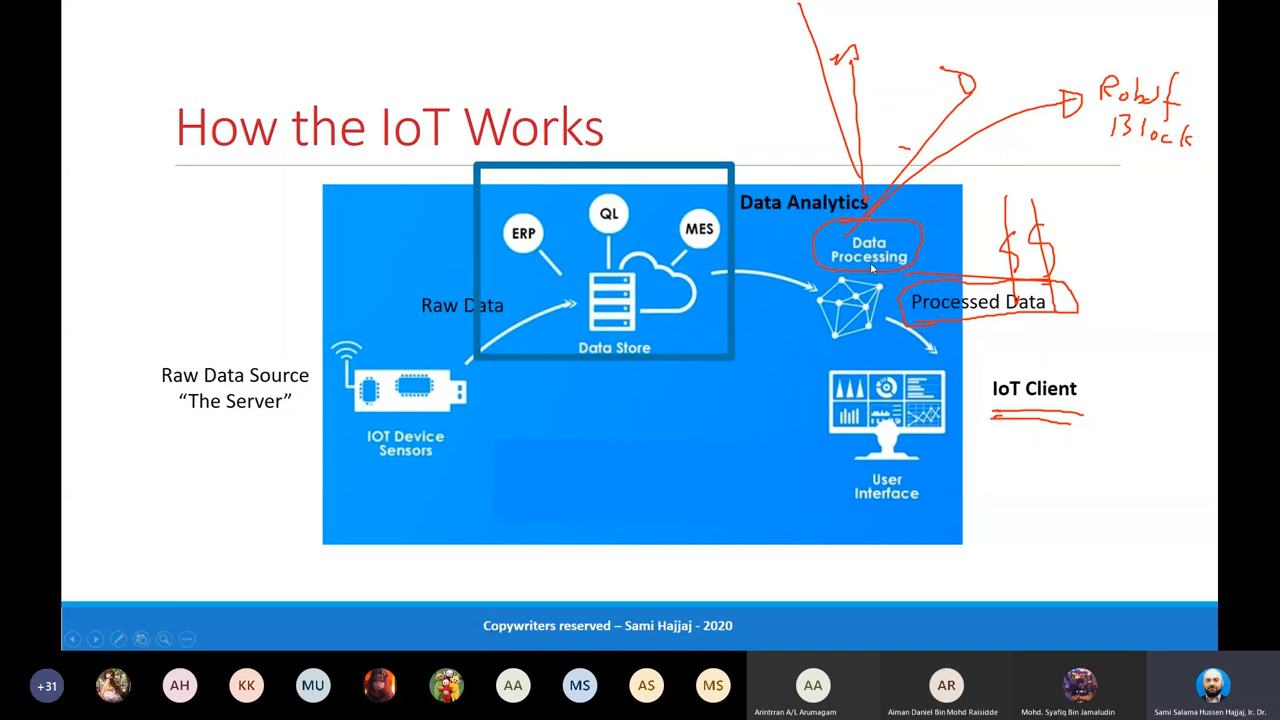 How the IoT Works
Robot
Block
Data Analytics
ERP
QL
MES
Data
Processing
Raw Data
Processed Data
$ $
Data Store
Raw Data Source
“The Server”
IoT Client
IOT Device
Sensors
User
Interface
Copywriters reserved – Sami Hajjaj - 2020
+31
AH
KK
MU
AA
MS
AS
MS
AA
AR
Arintrran A/L Arumagam
Aiman Daniel Bin Mohd Raisidde
Mohd. Syafiq Bin Jamaludin
Sami Salama Hussen Hajjaj, Ir. Dr.